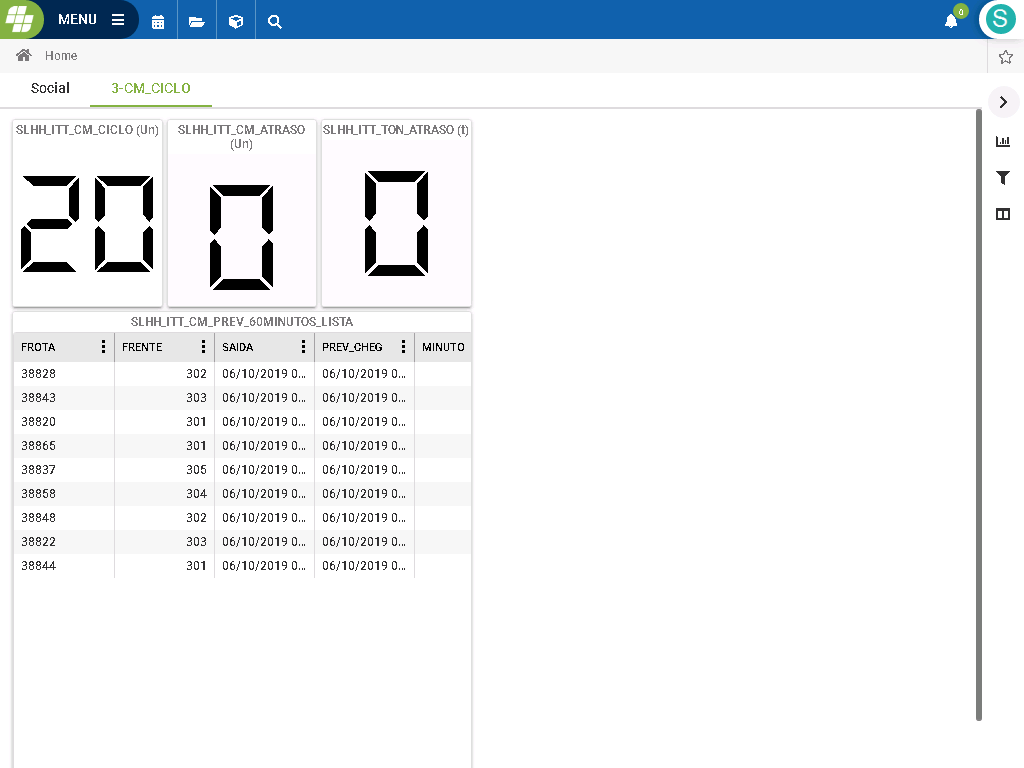 MENU
0
S
Home
Social
3-CM_CICLO
SLHH_ITT_CM_CICLO (Un)
SLHH_ITT_CM_ATRASO
(Un)
SLHH_ITT_TON_ATRASO (t)
20
0
0
SLHH_ITT_CM_PREV_60MINUTOS_LISTA
FROTA FRENTE SAIDA PREV_CHEG MINUTO
38828 302 06/10/2019 0... 06/10/2019 0...
38843 303 06/10/2019 0... 06/10/2019 0...
38820 301 06/10/2019 0... 06/10/2019 0...
38865 301 06/10/2019 0... 06/10/2019 0...
38837 305 06/10/2019 0... 06/10/2019 0...
38858 304 06/10/2019 0... 06/10/2019 0...
38848 302 06/10/2019 0... 06/10/2019 0...
38822 303 06/10/2019 0... 06/10/2019 0...
38844 301 06/10/2019 0... 06/10/2019 0...